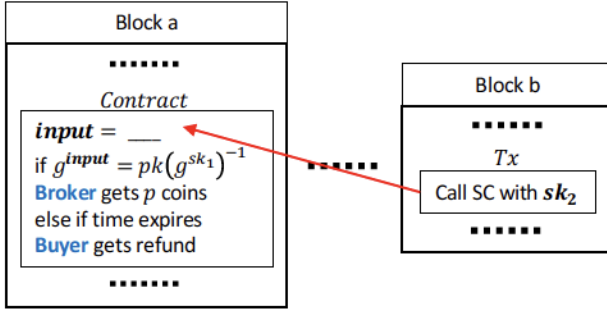 Block a
.......
Contract
input = ___
if g^input = pk(g^sk₁)^−1
Broker gets p coins
else if time expires
Buyer gets refund
.......
......
Block b
......
Tx
Call SC with sk₂
......